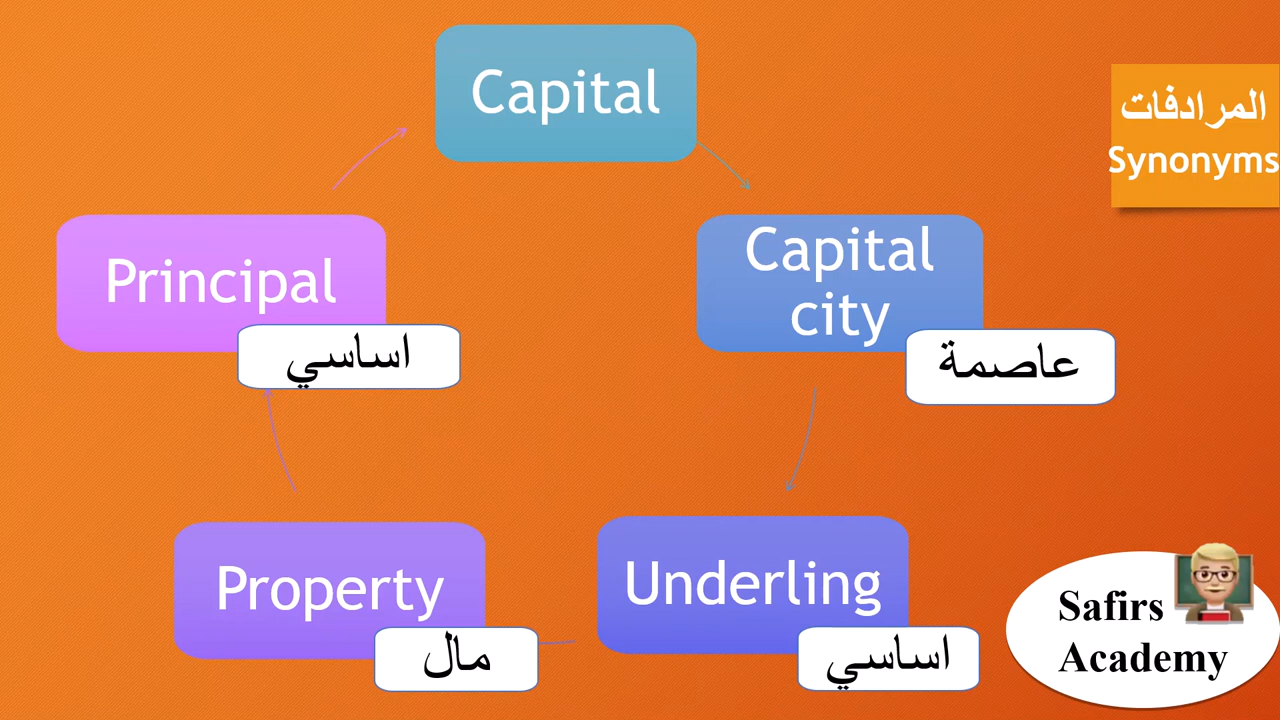 Capital
المرادفات
Synonyms
Capital
city
عاصمة
Underling
اساسي
Property
مال
Principal
اساسي
Safirs
Academy